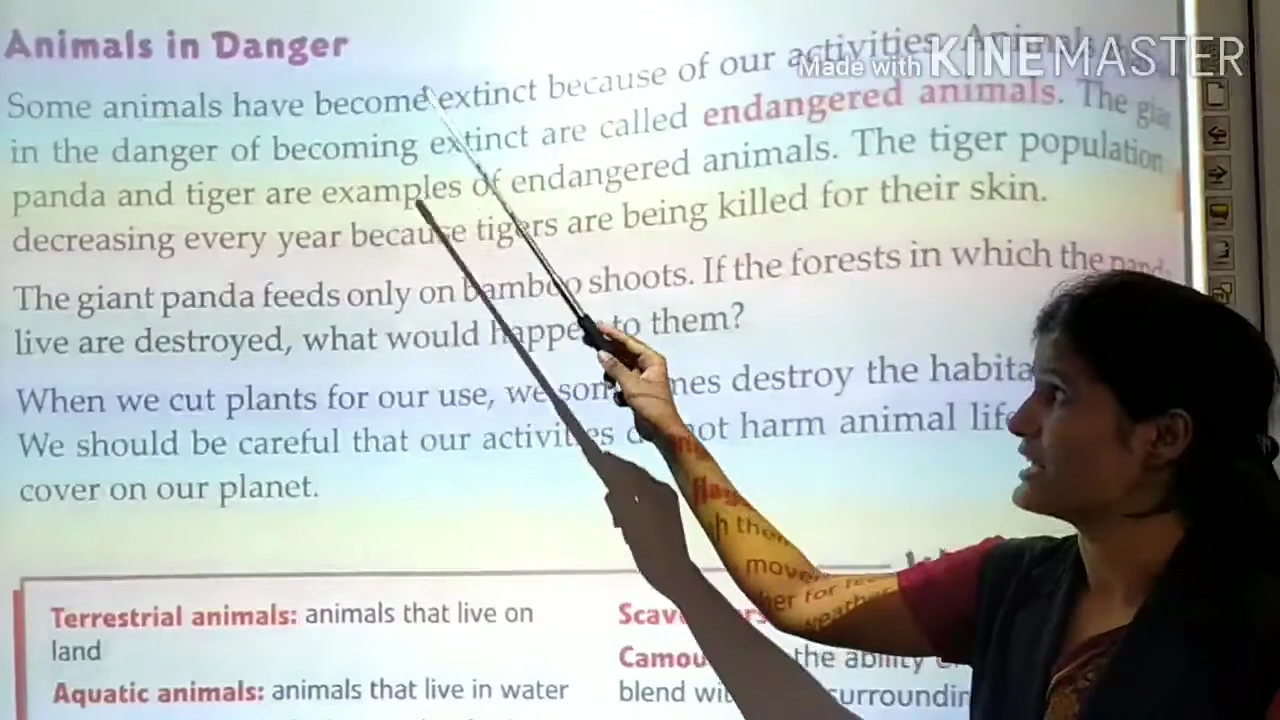 Animals in Danger
Made with KINEMASTER
Some animals have become extinct because of our activities.
in the danger of becoming extinct are called endangered animals. The
panda and tiger are examples of endangered animals. The tiger population
decreasing every year because tigers are being killed for their skin.
The giant panda feeds only on bamboo shoots. If the forests in which the
live are destroyed, what would happen to them?
When we cut plants for our use, we destroy the
We should be careful that our activities not harm animal
cover on our planet.
Terrestrial animals: animals that live on
land
Aquatic animals: animals that live in water
the ability
blend